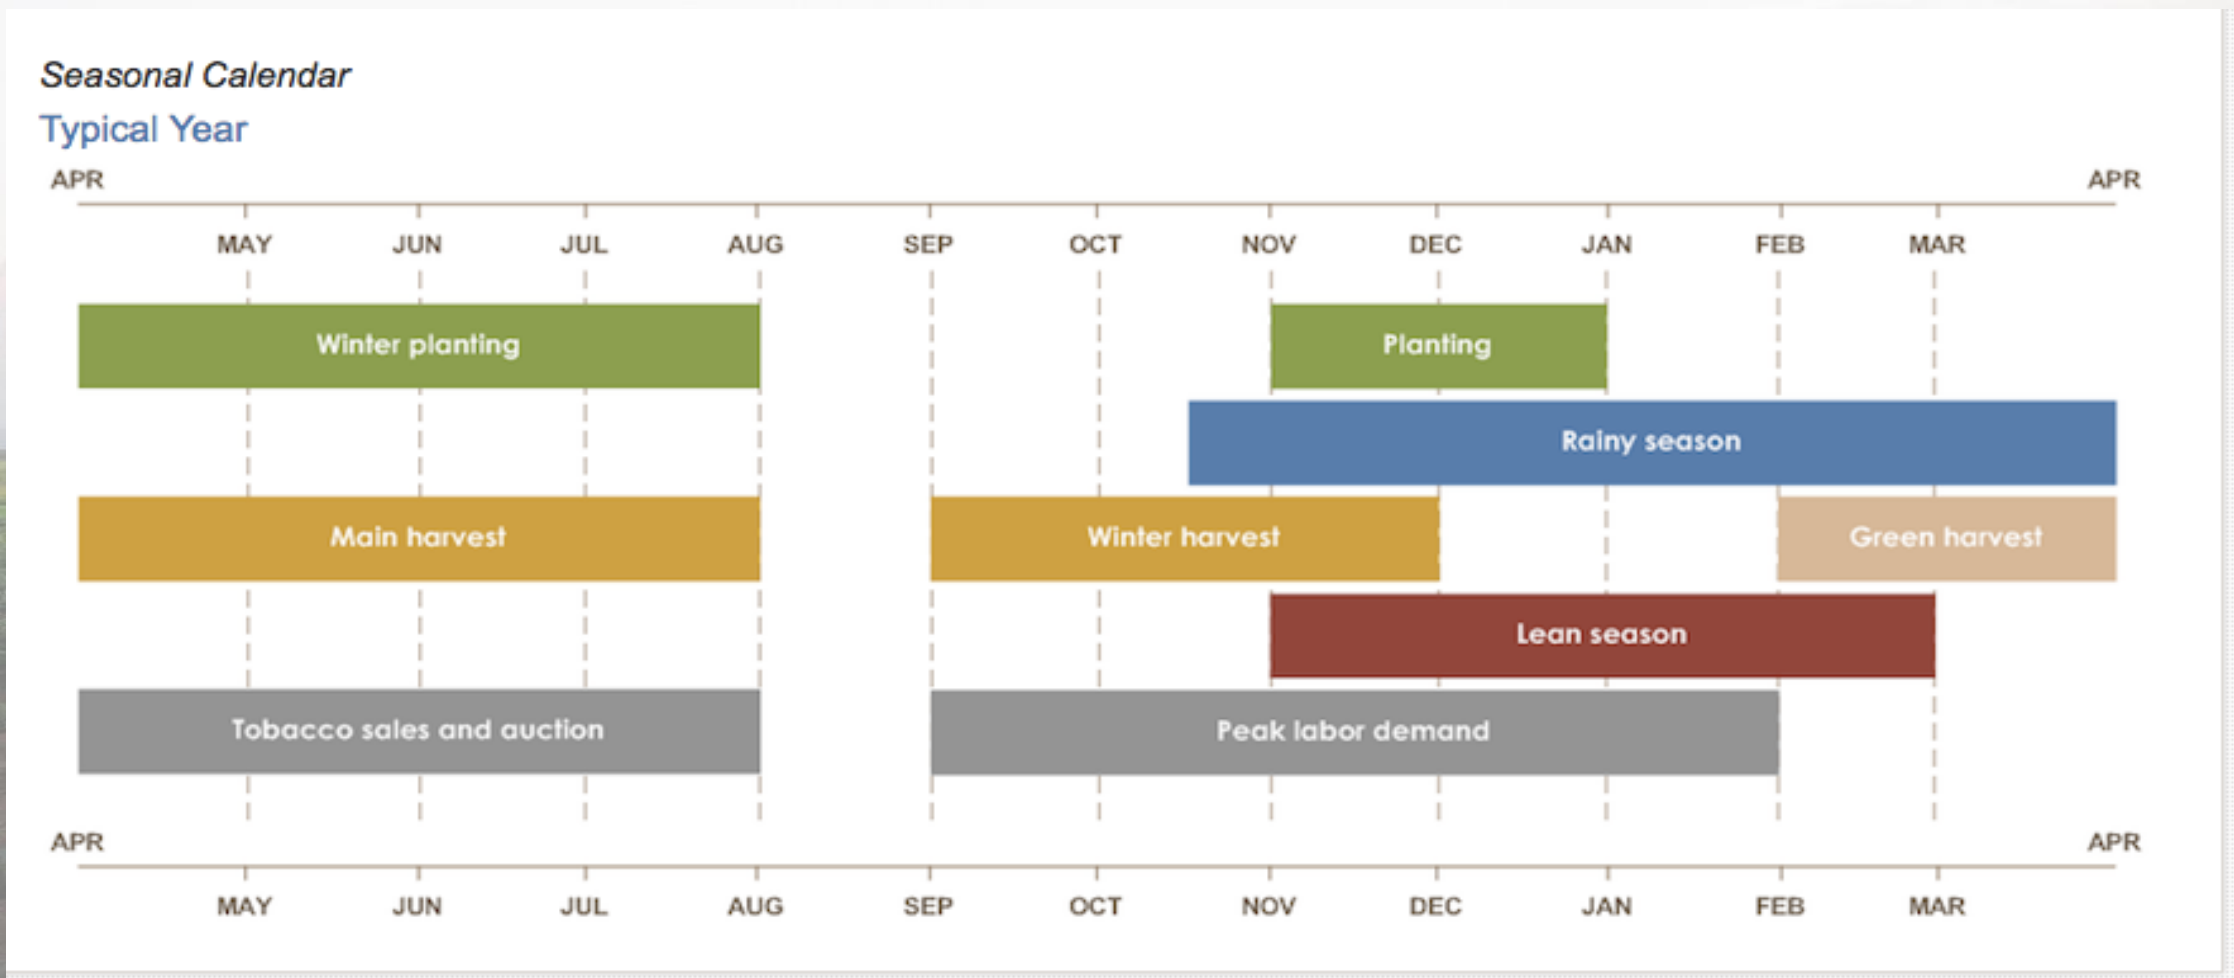 Seasonal Calendar
Typical Year
APR APR
MAY JUN JUL AUG SEP OCT NOV DEC JAN FEB MAR
Winter planting Planting
Rainy season
Main harvest Winter harvest Green harvest
Lean season
Tobacco sales and auction Peak labor demand
APR APR
MAY JUN JUL AUG SEP OCT NOV DEC JAN FEB MAR